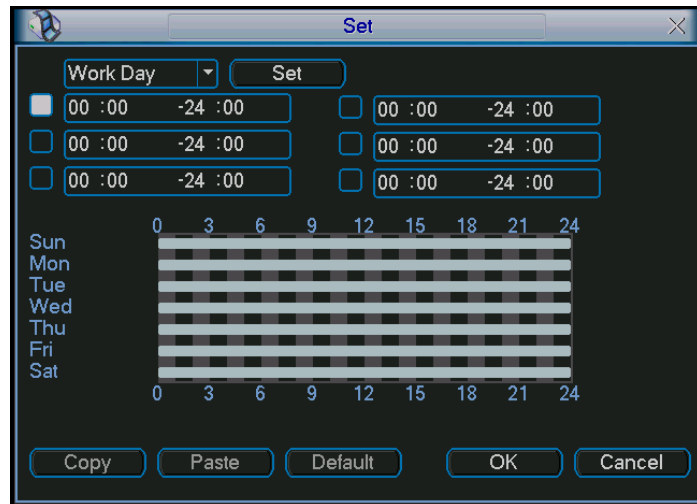 Set
Work Day Set
00 :00 -24 :00 00 :00 -24 :00
00 :00 -24 :00 00 :00 -24 :00
00 :00 -24 :00 00 :00 -24 :00
0 3 6 9 12 15 18 21 24
Sun
Mon
Tue
Wed
Thu
Fri
Sat
0 3 6 9 12 15 18 21 24
Copy Paste Default OK Cancel